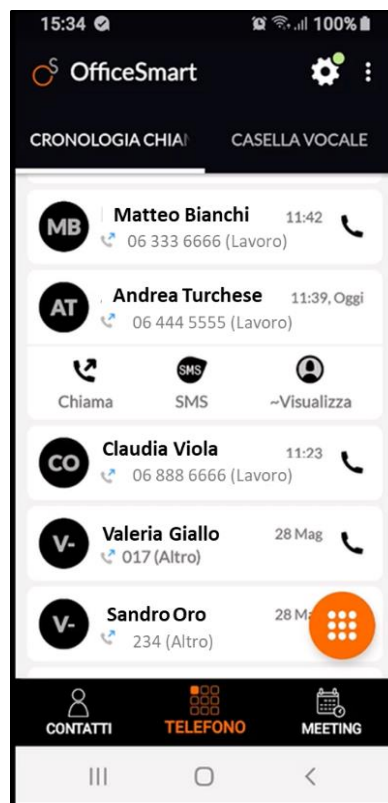 15:34 100%
OfficeSmart
CRONOLOGIA CHIAM CASELLA VOCALE
MB Matteo Bianchi 11:42
06 333 6666 (Lavoro)
AT Andrea Turchese 11:39, Oggi
06 444 5555 (Lavoro)
SMS
Chiama SMS ~Visualizza
CO Claudia Viola 11:23
06 888 6666 (Lavoro)
V- Valeria Giallo 28 Mag
017 (Altro)
V- Sandro Oro 28 Ma
234 (Altro)
CONTATTI TELEFONO MEETING